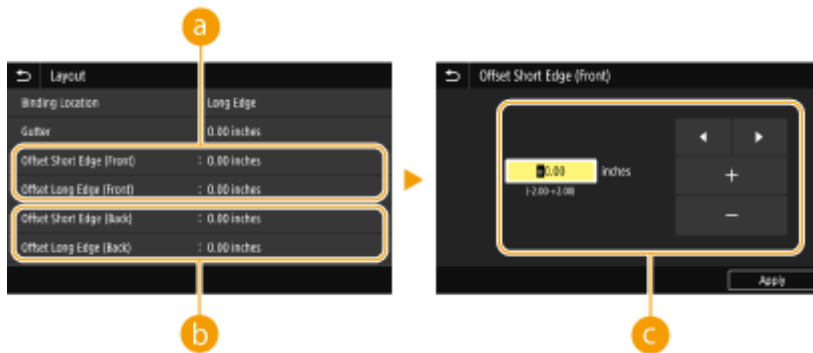 a
Layout
Binding Location Long Edge
Gutter 0.00 inches
Offset Short Edge (Front) : 0.00 inches
Offset Long Edge (Front) : 0.00 inches
Offset Short Edge (Back) : 0.00 inches
Offset Long Edge (Back) : 0.00 inches
b
Offset Short Edge (Front)
0.00 inches
(-2.00-+2.00)
+
−
Apply
c